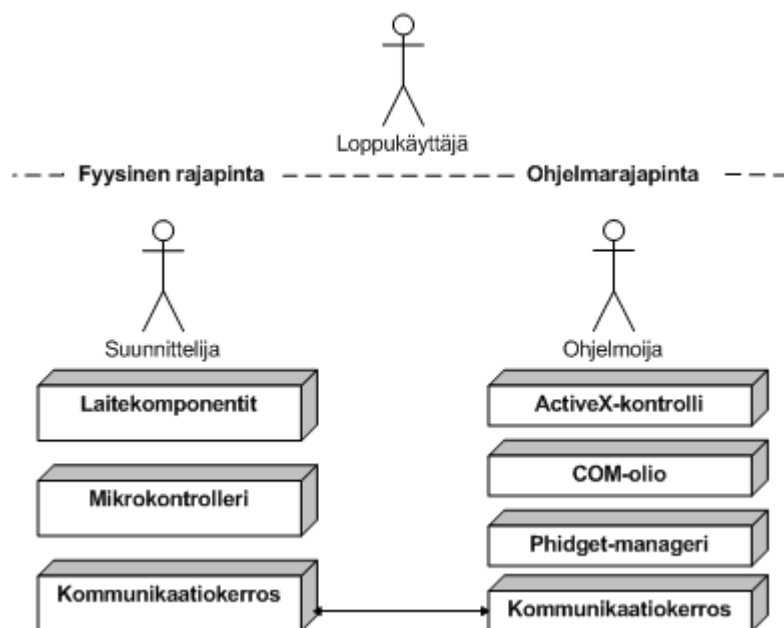 Loppukäyttäjä
Fyysinen rajapinta
Ohjelmarajapinta
Suunnittelija
Ohjelmoija
Laitekomponentit
ActiveX-kontrolli
COM-olio
Mikrokontrolleri
Phidget-manageri
Kommunikaatiokerros
Kommunikaatiokerros